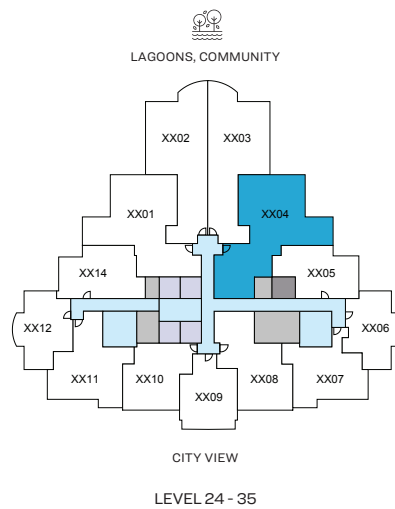 LAGOONS, COMMUNITY
XX02
XX03
XX01
XX04
XX14
XX05
XX12
XX06
XX11
XX10
XX08
XX07
XX09
CITY VIEW
LEVEL 24 - 35